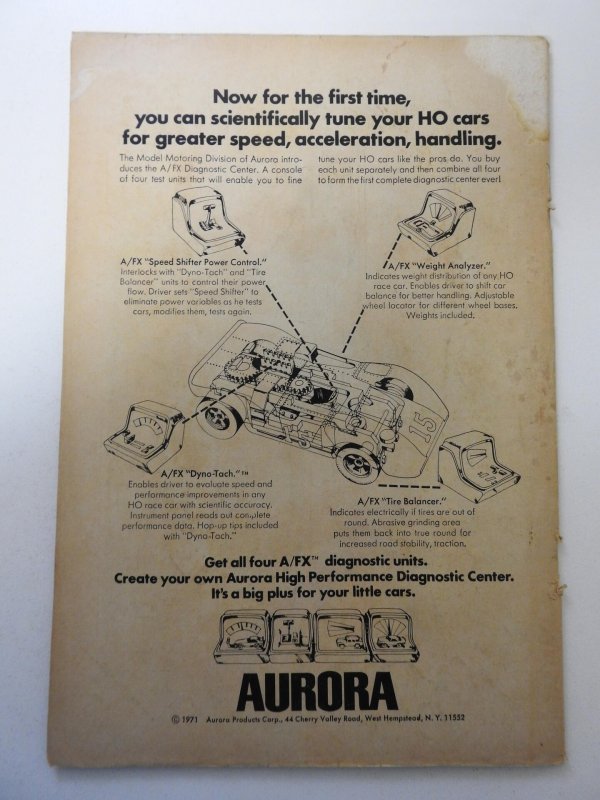 Now for the first time,
you can scientifically tune your HO cars
for greater speed, acceleration, handling.
The Model Motoring Division of Aurora intro-
duces the A/FX Diagnostic Center. A console
of four test units that will enable you to fine
tune your HO cars like the pros do. You buy
each unit separately and then combine all four
to form the first complete diagnostic center ever!
A/FX "Speed Shifter Power Control."
Interlocks with "Dyno-Tach" and "Tire
Balancer" units to control their power
flow. Driver sets "Speed Shifter" to
eliminate power variables as he tests
cars, modifies them, tests again.
A/FX "Weight Analyzer."
Indicates weight distribution of any HO
race car. Enables driver to shift car
balance for better handling. Adjustable
wheel locator for different wheel bases.
Weights included.
15
A/FX "Dyno-Tach."™
Enables driver to evaluate speed and
performance improvements in any
HO race car with scientific accuracy.
Instrument panel reads out complete
performance data. Hop-up tips included
with "Dyno-Tach."
A/FX "Tire Balancer."
Indicates electrically if tires are out of
round. Abrasive grinding area
puts them back into true round for
increased road stability, traction.
Get all four A/FX™ diagnostic units.
Create your own Aurora High Performance Diagnostic Center.
It's a big plus for your little cars.
AURORA
© 1971 Aurora Products Corp., 44 Cherry Valley Road, West Hempstead, N. Y. 11552